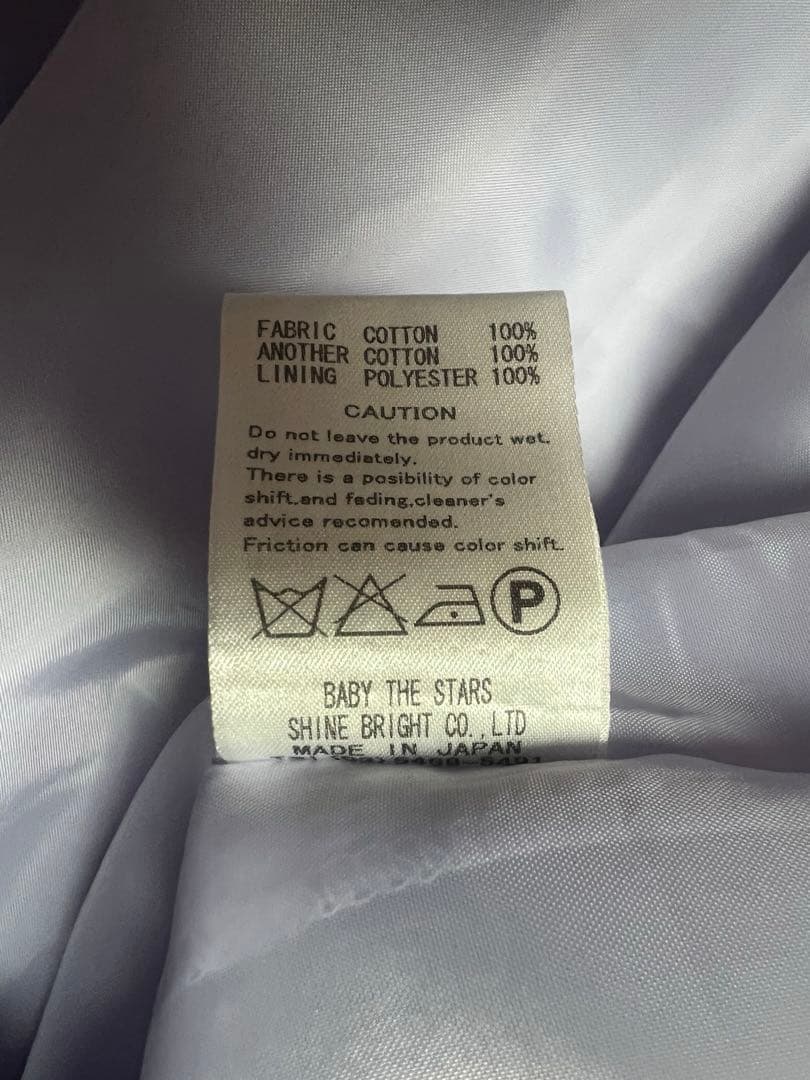 FABRIC COTTON 100%
ANOTHER COTTON 100%
LINING POLYESTER 100%
CAUTION
Do not leave the product wet.
dry immediately.
There is a posibility of color
shift.and fading,cleaner's
advice recomended.
Friction can cause color shift.
P
BABY THE STARS
SHINE BRIGHT CO.,LTD
MADE IN JAPAN